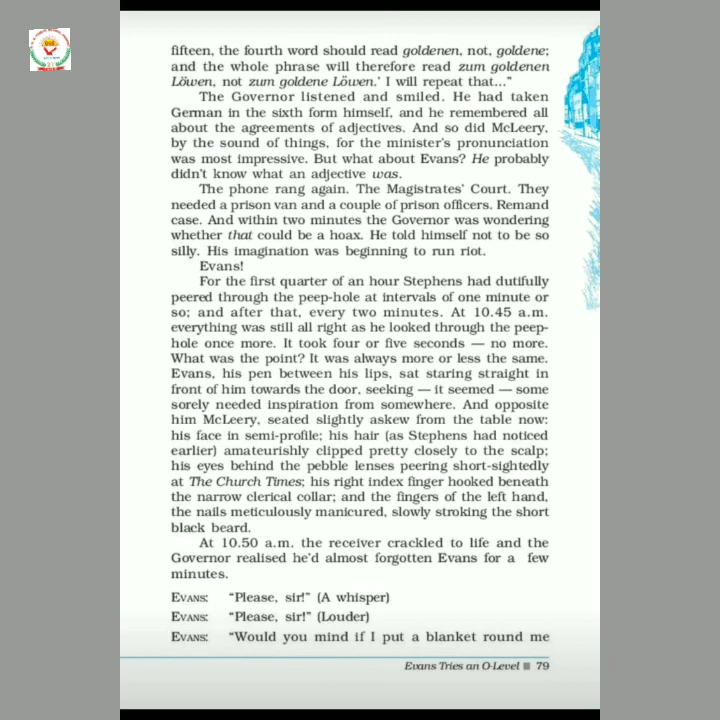 fifteen, the fourth word should read goldenen, not, goldene;
and the whole phrase will therefore read zum goldenen
Löwen, not zum goldene Löwen.' I will repeat that..."
The Governor listened and smiled. He had taken
German in the sixth form himself, and he remembered all
about the agreements of adjectives. And so did McLeery,
by the sound of things, for the minister's pronunciation
was most impressive. But what about Evans? He probably
didn't know what an adjective was.
The phone rang again. The Magistrates' Court. They
needed a prison van and a couple of prison officers. Remand
case. And within two minutes the Governor was wondering
whether that could be a hoax. He told himself not to be so
silly. His imagination was beginning to run riot.
Evans!
For the first quarter of an hour Stephens had dutifully
peered through the peep-hole at intervals of one minute or
so; and after that, every two minutes. At 10.45 a.m.
everything was still all right as he looked through the peep-
hole once more. It took four or five seconds — no more.
What was the point? It was always more or less the same.
Evans, his pen between his lips, sat staring straight in
front of him towards the door, seeking — it seemed — some
sorely needed inspiration from somewhere. And opposite
him McLeery, seated slightly askew from the table now:
his face in semi-profile; his hair (as Stephens had noticed
earlier) amateurishly clipped pretty closely to the scalp;
his eyes behind the pebble lenses peering short-sightedly
at The Church Times; his right index finger hooked beneath
the narrow clerical collar; and the fingers of the left hand,
the nails meticulously manicured, slowly stroking the short
black beard.
At 10.50 a.m. the receiver crackled to life and the
Governor realised he'd almost forgotten Evans for a few
minutes.
EVANS: "Please, sir!" (A whisper)
EVANS: "Please, sir!" (Louder)
EVANS: "Would you mind if I put a blanket round me
Evans Tries an O-Level 79